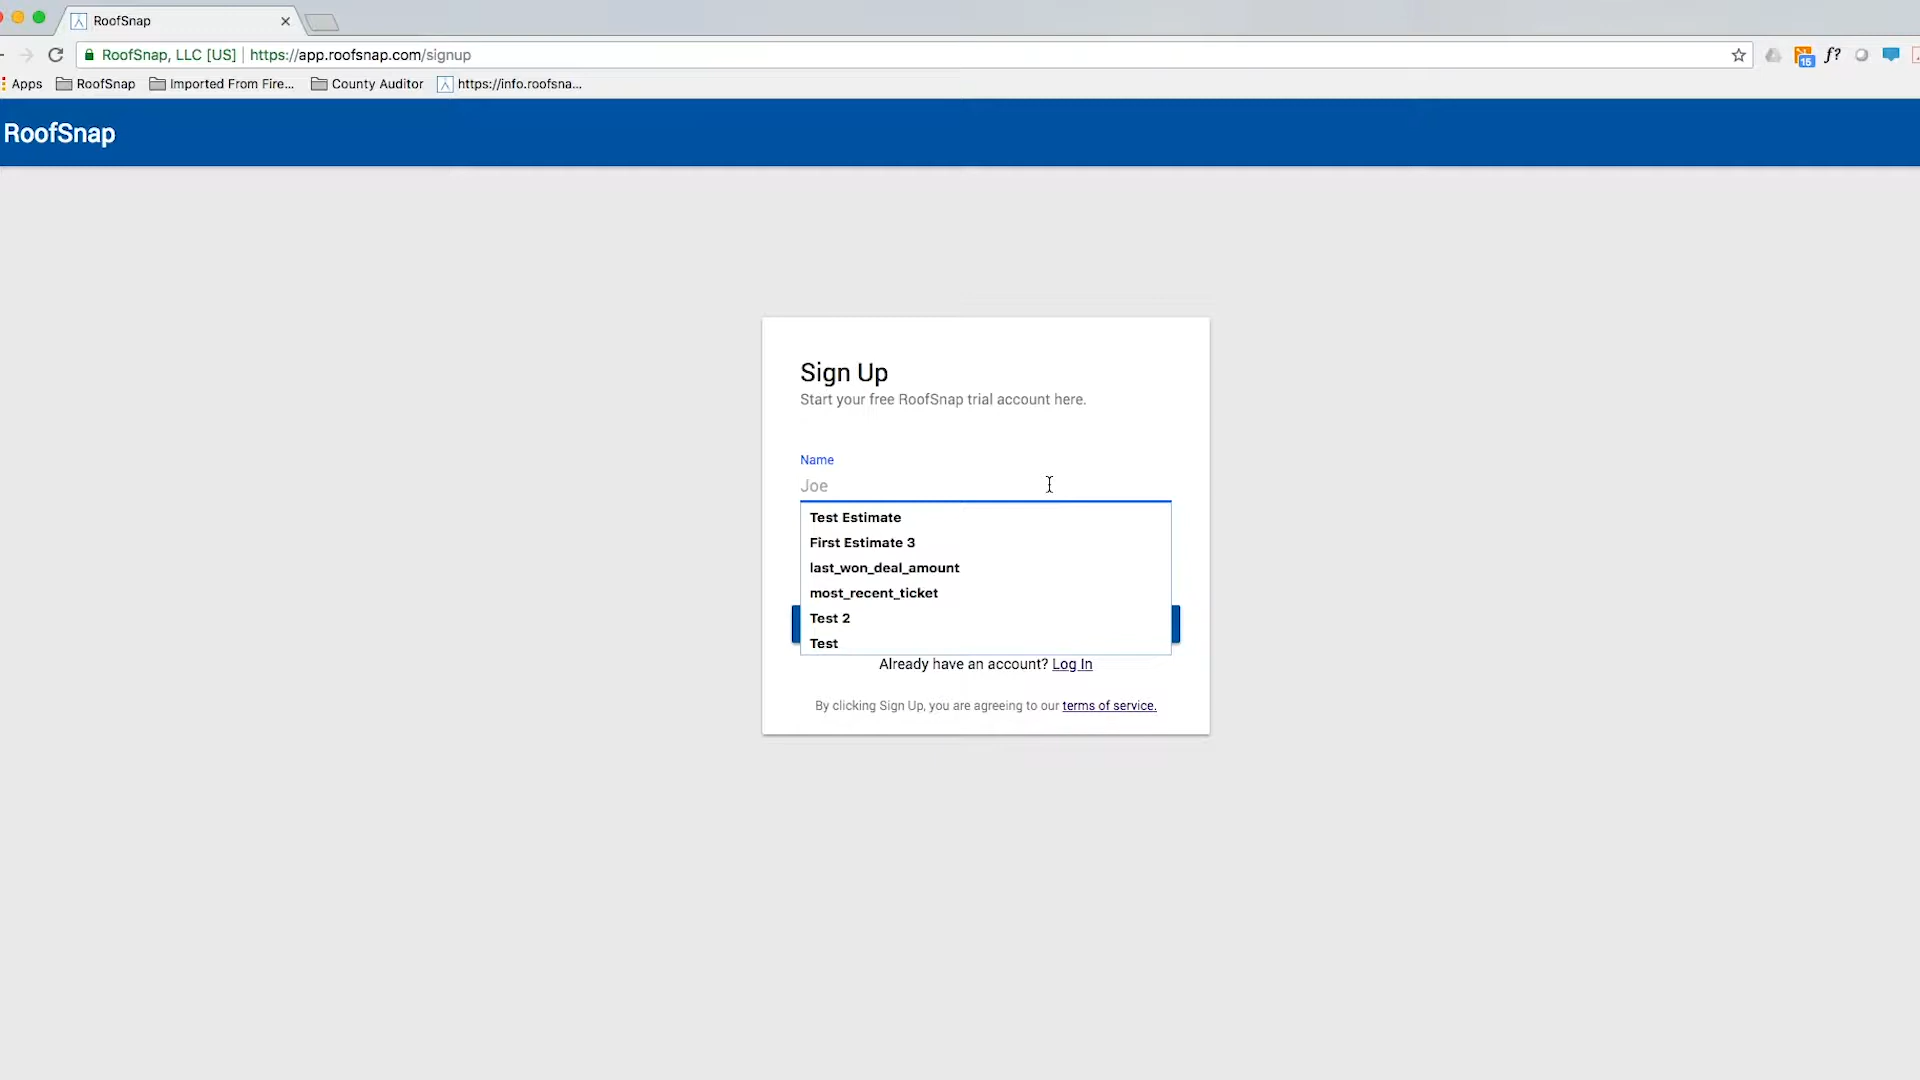 RoofSnap
RoofSnap, LLC [US] | https://app.roofsnap.com/signup
15
f?
Apps RoofSnap Imported From Fire... County Auditor https://info.roofsna...
RoofSnap
Sign Up
Start your free RoofSnap trial account here.
Name
Joe
Test Estimate
First Estimate 3
last_won_deal_amount
most_recent_ticket
Test 2
Test
Already have an account? Log In
By clicking Sign Up, you are agreeing to our terms of service.